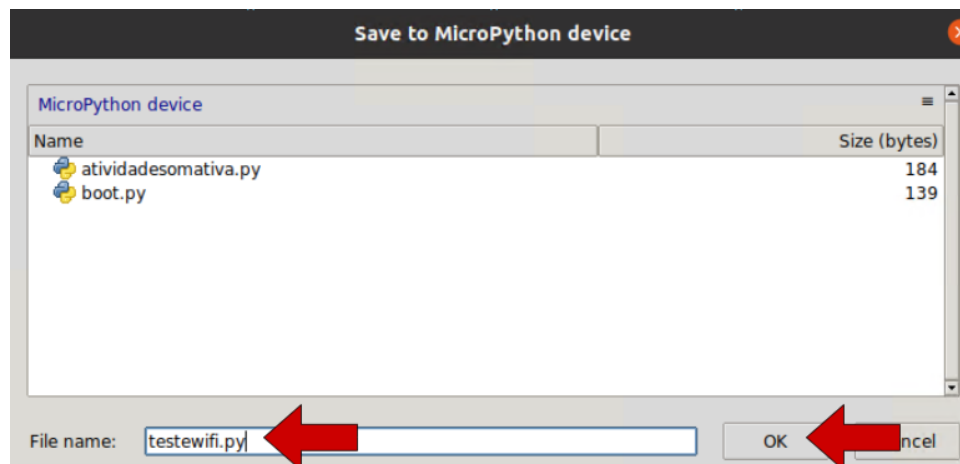 Save to MicroPython device
MicroPython device
Name Size (bytes)
atividadesomativa.py 184
boot.py 139
File name: testewifi.py OK